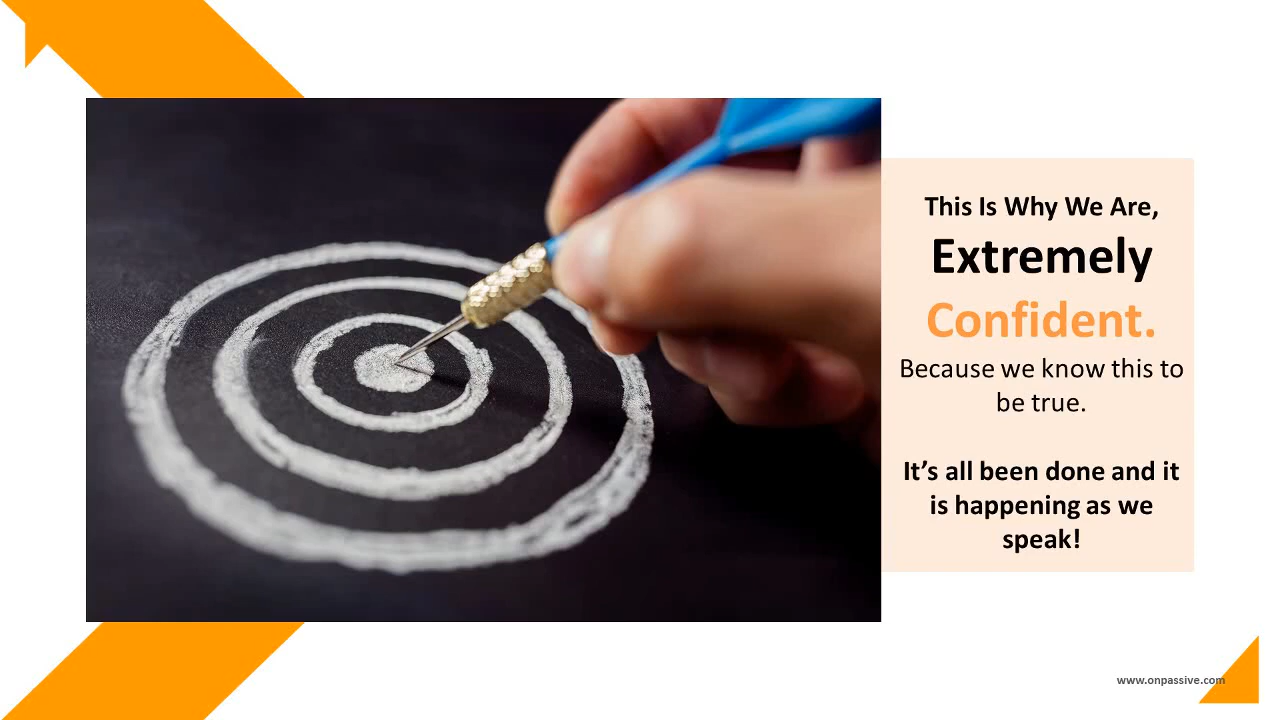 This Is Why We Are,
Extremely
Confident.
Because we know this to
be true.
It’s all been done and it
is happening as we
speak!
www.onpassive.com